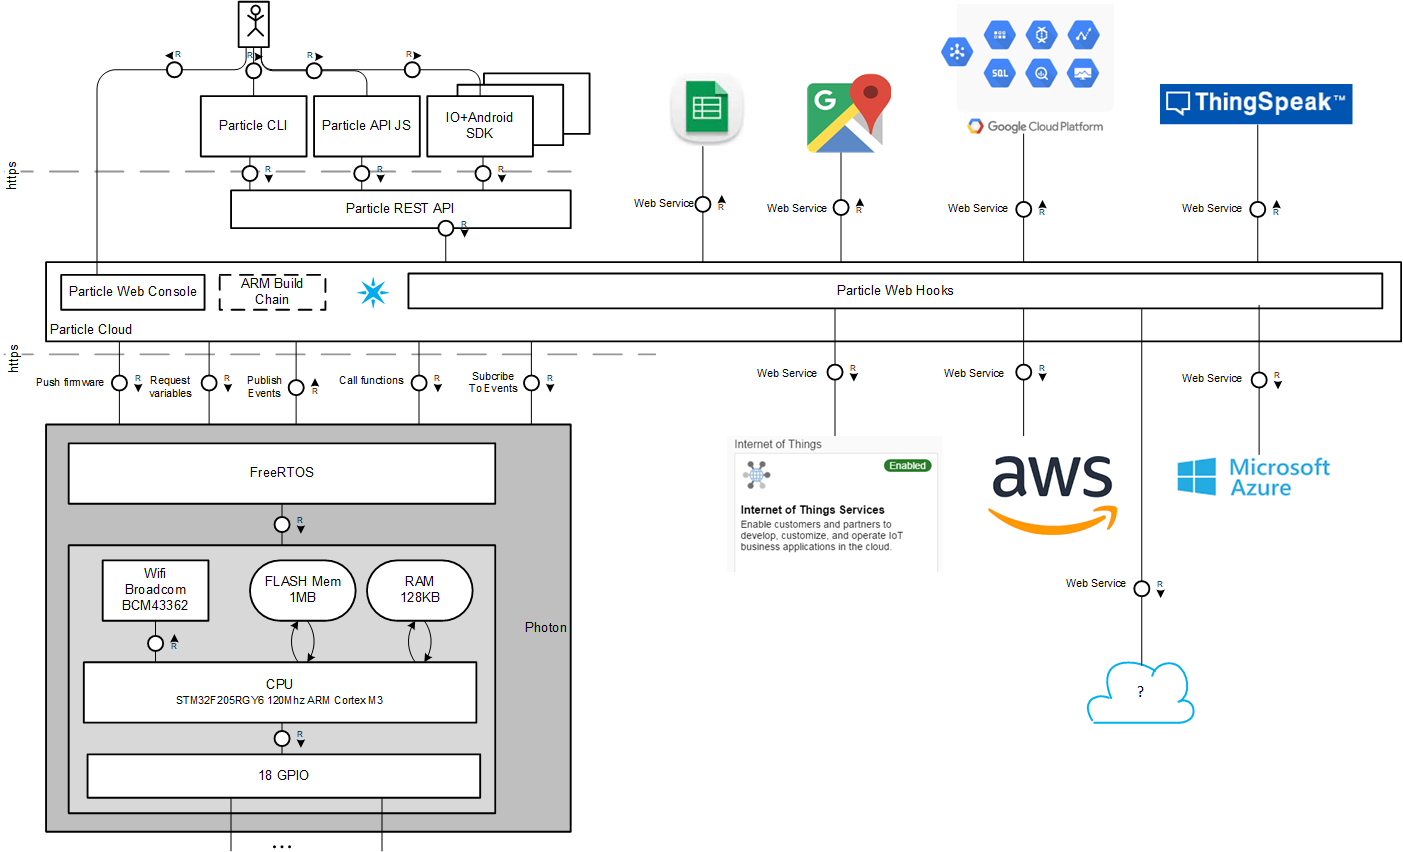 R
R
R
R
Particle CLI
Particle API JS
IO+Android
SDK
SQL
Google Cloud Platform
G
ThingSpeak™
https
R
R
R
Particle REST API
R
Web Service
R
Web Service
R
Web Service
R
Web Service
R
Particle Web Console
ARM Build
Chain
Particle Web Hooks
Particle Cloud
https
Push firmware
R
Request
variables
R
Publish
Events
R
Call functions
R
Subcribe
To Events
R
Web Service
R
Web Service
R
Web Service
R
FreeRTOS
R
Internet of Things
Enabled
Internet of Things Services
Enable customers and partners to
develop, customize, and operate IoT
business applications in the cloud.
aws
Microsoft
Azure
Wifi
Broadcom
BCM43362
FLASH Mem
1MB
RAM
128KB
Photon
R
Web Service
R
CPU
STM32F205RGY6 120Mhz ARM Cortex M3
?
R
18 GPIO
...